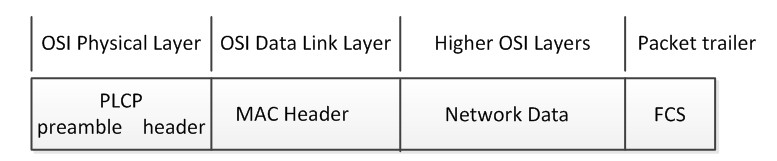 OSI Physical Layer OSI Data Link Layer Higher OSI Layers Packet trailer
PLCP
preamble header MAC Header Network Data FCS